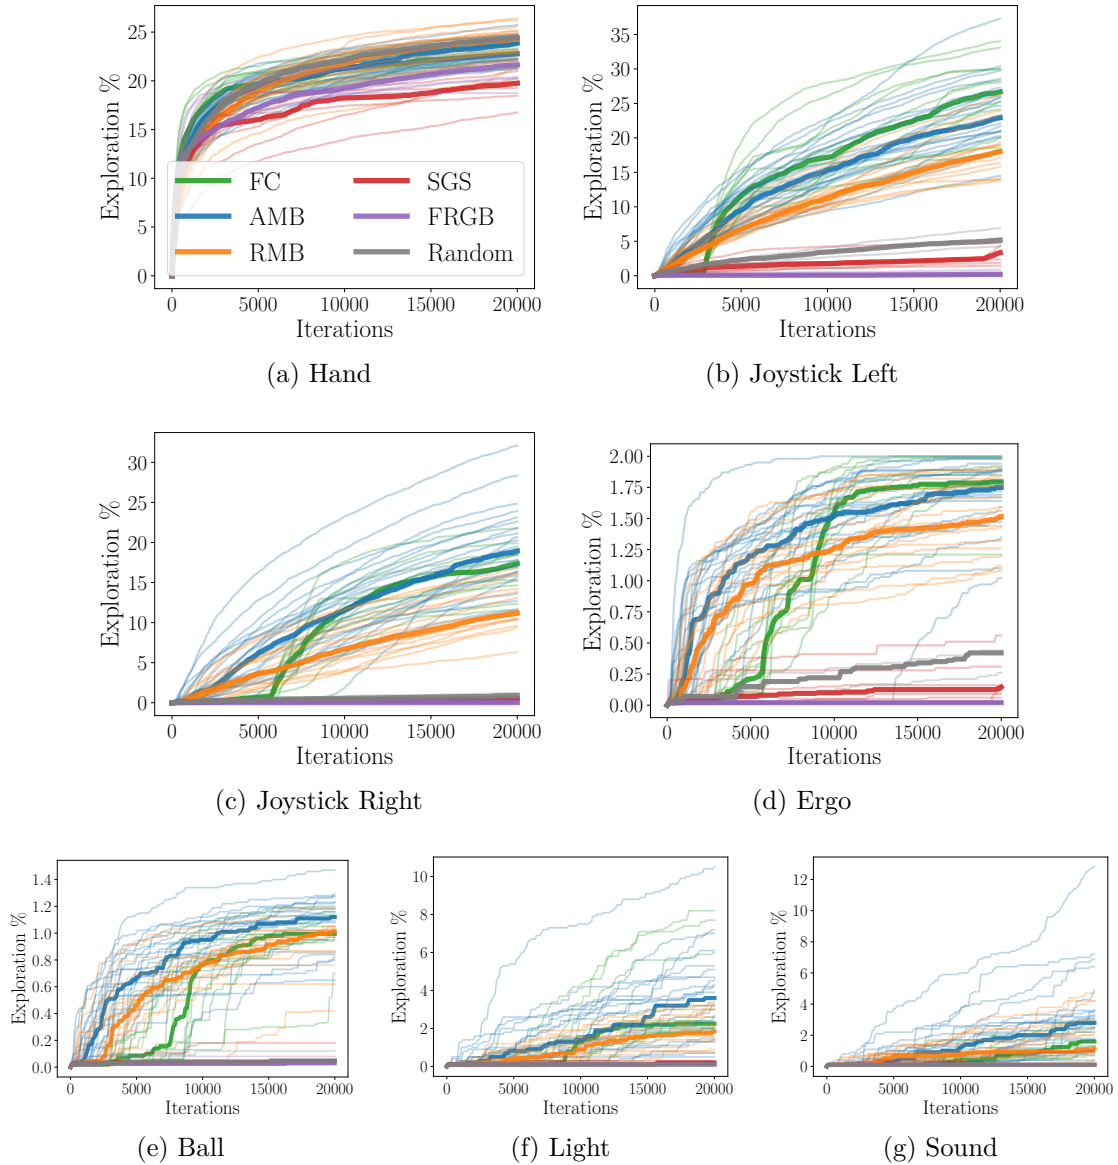 Exploration %
25
20
15
10
5
0
FC
AMB
RMB
SGS
FRGB
Random
0 5000 10000 15000 20000
Iterations
(a) Hand
Exploration %
35
30
25
20
15
10
5
0
0 5000 10000 15000 20000
Iterations
(b) Joystick Left
Exploration %
30
25
20
15
10
5
0
0 5000 10000 15000 20000
Iterations
(c) Joystick Right
Exploration %
2.00
1.75
1.50
1.25
1.00
0.75
0.50
0.25
0.00
0 5000 10000 15000 20000
Iterations
(d) Ergo
Exploration %
1.4
1.2
1.0
0.8
0.6
0.4
0.2
0.0
0 5000 10000 15000 20000
Iterations
(e) Ball
Exploration %
10
8
6
4
2
0
0 5000 10000 15000 20000
Iterations
(f) Light
Exploration %
12
10
8
6
4
2
0
0 5000 10000 15000 20000
Iterations
(g) Sound